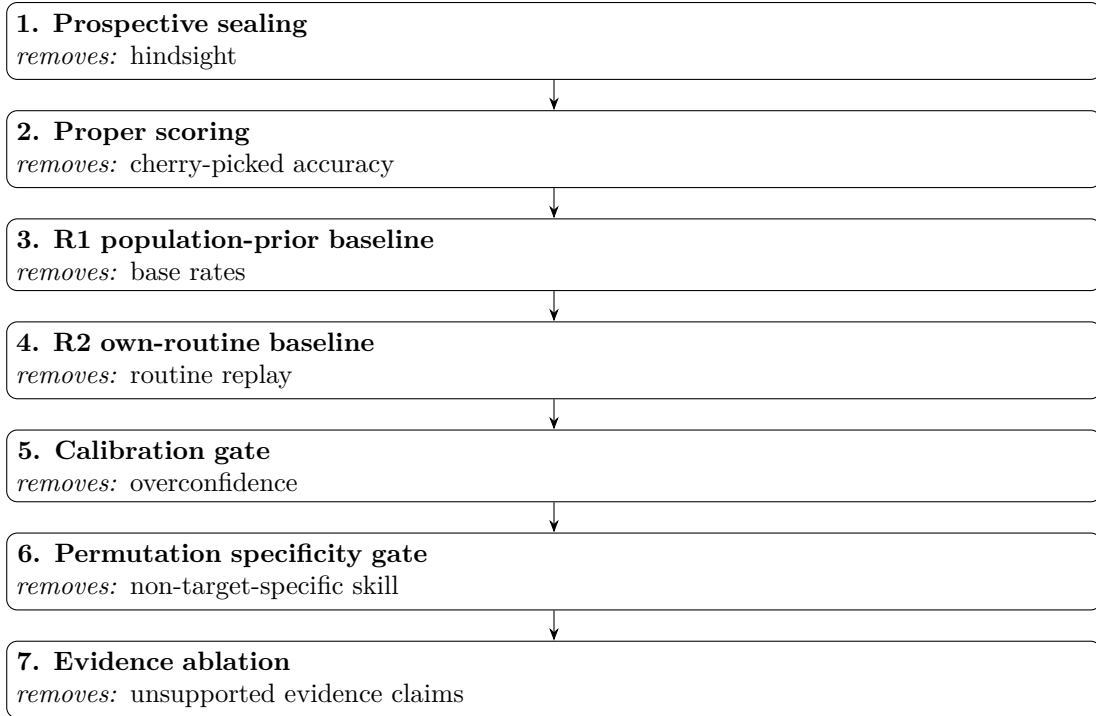 1. Prospective sealing
removes: hindsight
2. Proper scoring
removes: cherry-picked accuracy
3. R1 population-prior baseline
removes: base rates
4. R2 own-routine baseline
removes: routine replay
5. Calibration gate
removes: overconfidence
6. Permutation specificity gate
removes: non-target-specific skill
7. Evidence ablation
removes: unsupported evidence claims